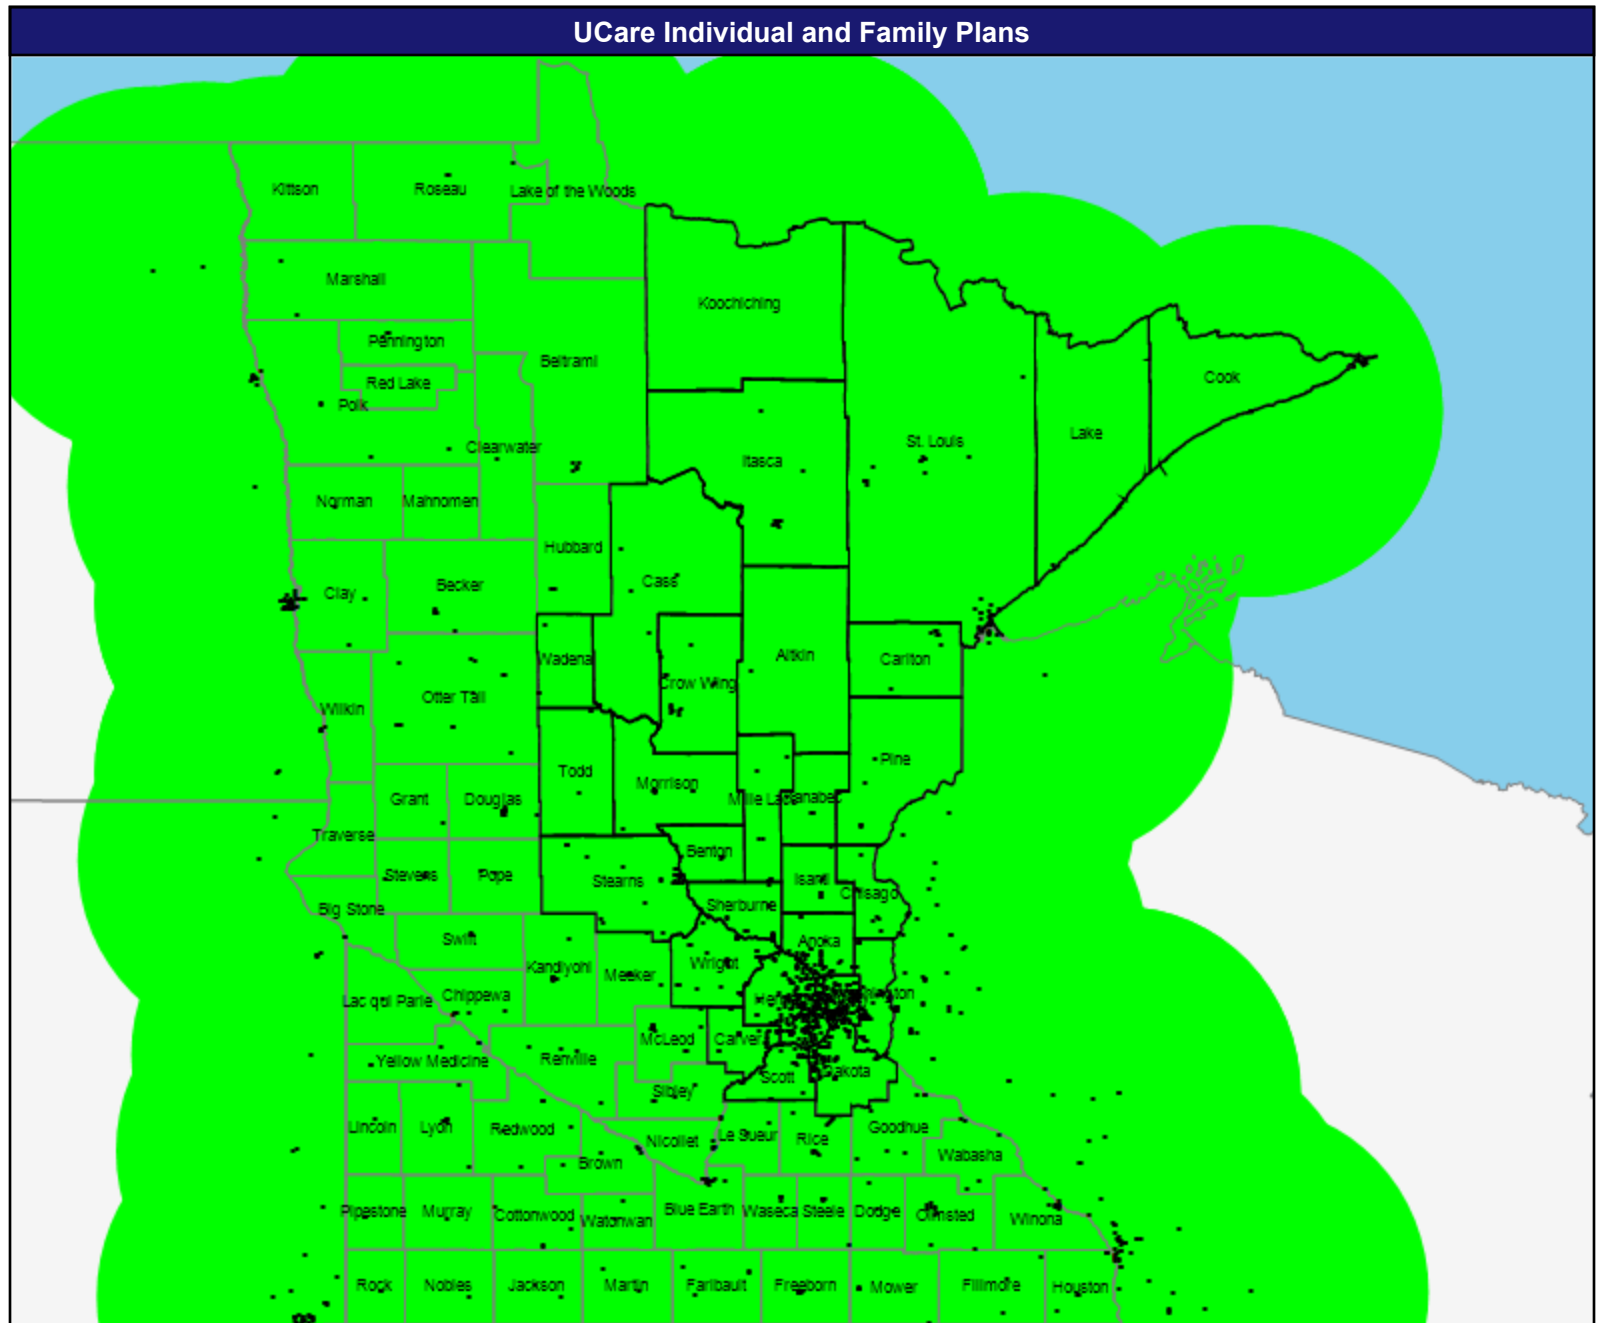 UCare Individual and Family Plans
Kittson
Roseau
Lake of the Woods
Marshall
Koochiching
Pennington
Beltrami
Red Lake
Cook
Polk
Lake
St. Louis
Clearwater
Itasca
Norman
Mahnomen
Hubbard
Cass
Clay
Becker
Wadena
Aitkin
Carlton
Crow Wing
Otter Tail
Wilkin
Pine
Todd
Morrison
Grant
Douglas
Mille Lacs
Kanabec
Traverse
Benton
Stevens
Pope
Stearns
Isanti
Chisago
Sherburne
Big Stone
Swift
Anoka
Kandiyohi
Meeker
Wright
Lac qui Parle
Chippewa
McLeod
Carver
Yellow Medicine
Renville
Scott
Dakota
Sibley
Lincoln
Lyon
Redwood
Nicollet
Le Sueur
Rice
Goodhue
Wabasha
Brown
Pipestone
Murray
Cottonwood
Watonwan
Blue Earth
Waseca
Steele
Dodge
Olmsted
Winona
Rock
Nobles
Jackson
Martin
Faribault
Freeborn
Mower
Fillmore
Houston